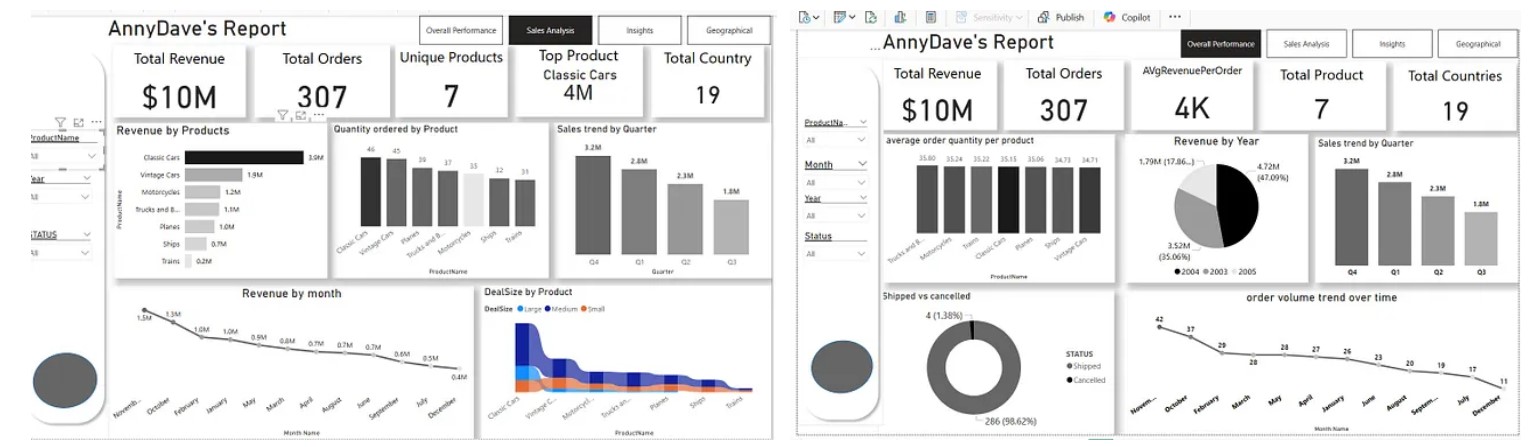 AnnyDave's Report
Overall Performance
Sales Analysis
Insights
Geographical
Total Revenue
$10M
Total Orders
307
Unique Products
7
Top Product
Classic Cars
4M
Total Country
19
ProductName
All
Year
All
STATUS
All
Revenue by Products
ProductName
Classic Cars 3.9M
Vintage Cars 1.9M
Motorcycles 1.2M
Trucks and B... 1.1M
Planes 1.0M
Ships 0.7M
Trains 0.2M
Quantity ordered by Product
46 45 39 37 35 32 31
Classic Cars Vintage Cars Planes Trucks and B... Motorcycles Ships Trains
ProductName
Sales trend by Quarter
3.2M 2.8M 2.3M 1.8M
Q4 Q1 Q2 Q3
Quarter
Revenue by month
1.5M 1.3M 1.0M 1.0M 0.9M 0.8M 0.7M 0.7M 0.7M 0.6M 0.5M 0.4M
Novemb... October February January May March April August June September July December
Month Name
DealSize by Product
DealSize Large Medium Small
Classic Cars Vintage C... Motorcycl... Trucks an... Planes Ships Trains
ProductName
Sensitivity
Publish
Copilot
...AnnyDave's Report
Overall Performance
Sales Analysis
Insights
Geographical
Total Revenue
$10M
Total Orders
307
AVgRevenuePerOrder
4K
Total Product
7
Total Countries
19
ProductNa...
All
Month
All
Year
All
Status
All
average order quantity per product
35.80 35.24 35.22 35.15 35.06 34.73 34.71
Trucks and B... Motorcycles Trains Classic Cars Planes Ships Vintage Cars
ProductName
Revenue by Year
1.79M (17.86...)
4.72M
(47.09%)
3.52M
(35.06%)
2004 2003 2005
Sales trend by Quarter
3.2M 2.8M 2.3M 1.8M
Q4 Q1 Q2 Q3
Shipped vs cancelled
4 (1.38%)
286 (98.62%)
STATUS
Shipped
Cancelled
order volume trend over time
42 37 29 28 28 27 26 23 20 19 17 11
Novem... October February March May April January June August Septem... July December
Month Name